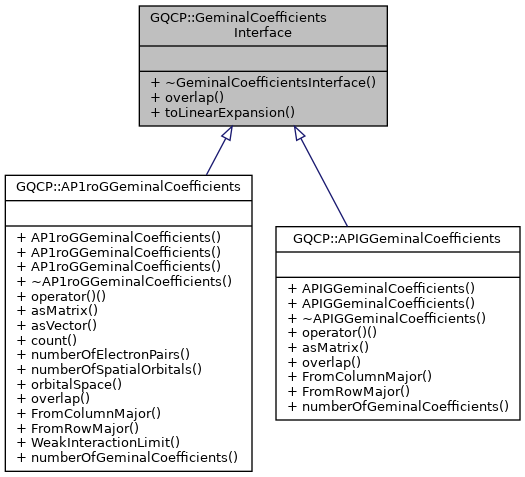 GQCP::GeminalCoefficients
Interface
+ ~GeminalCoefficientsInterface()
+ overlap()
+ toLinearExpansion()
GQCP::AP1roGGeminalCoefficients
+ AP1roGGeminalCoefficients()
+ AP1roGGeminalCoefficients()
+ AP1roGGeminalCoefficients()
+ ~AP1roGGeminalCoefficients()
+ operator()()
+ asMatrix()
+ asVector()
+ count()
+ numberOfElectronPairs()
+ numberOfSpatialOrbitals()
+ orbitalSpace()
+ overlap()
+ FromColumnMajor()
+ FromRowMajor()
+ WeakInteractionLimit()
+ numberOfGeminalCoefficients()
GQCP::APIGGeminalCoefficients
+ APIGGeminalCoefficients()
+ APIGGeminalCoefficients()
+ ~APIGGeminalCoefficients()
+ operator()()
+ asMatrix()
+ overlap()
+ FromColumnMajor()
+ FromRowMajor()
+ numberOfGeminalCoefficients()